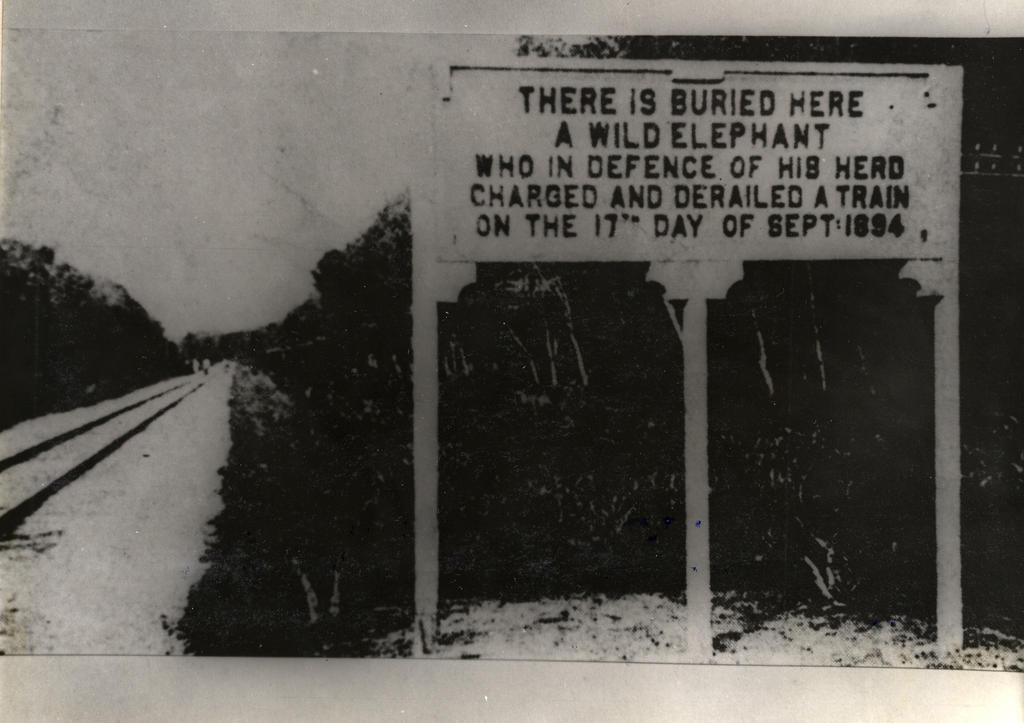 THERE IS BURIED HERE
A WILD ELEPHANT
WHO IN DEFENCE OF HIS HERD
CHARGED AND DERAILED A TRAIN
ON THE 17TH DAY OF SEPT: 1894